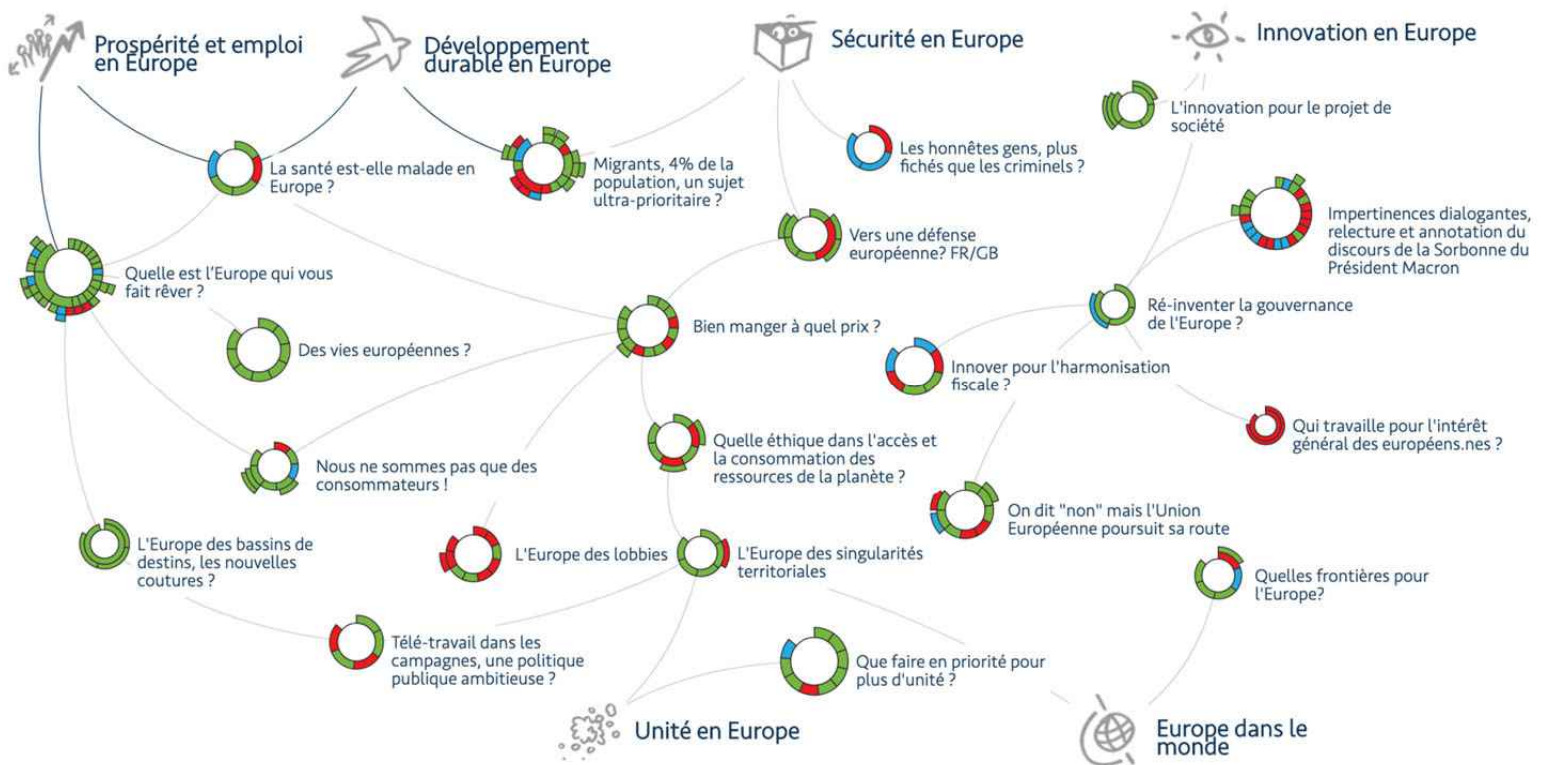 Prospérité et emploi
en Europe
Développement
durable en Europe
Sécurité en Europe
Innovation en Europe
L'innovation pour le projet de
société
La santé est-elle malade en
Europe ?
Migrants, 4% de la
population, un sujet
ultra-prioritaire ?
Les honnêtes gens, plus
fichés que les criminels ?
Impertinences dialogantes,
relecture et annotation du
discours de la Sorbonne du
Président Macron
Vers une défense
européenne? FR/GB
Quelle est l'Europe qui vous
fait rêver ?
Ré-inventer la gouvernance
de l'Europe ?
Bien manger à quel prix ?
Des vies européennes ?
Innover pour l'harmonisation
fiscale ?
Qui travaille pour l'intérêt
général des européens.nes ?
Quelle éthique dans l'accès et
la consommation des
ressources de la planète ?
Nous ne sommes pas que des
consommateurs !
On dit "non" mais l'Union
Européenne poursuit sa route
L'Europe des bassins de
destins, les nouvelles
coutures ?
L'Europe des lobbies
L'Europe des singularités
territoriales
Quelles frontières pour
l'Europe?
Télé-travail dans les
campagnes, une politique
publique ambitieuse ?
Que faire en priorité pour
plus d'unité ?
Unité en Europe
Europe dans le
monde